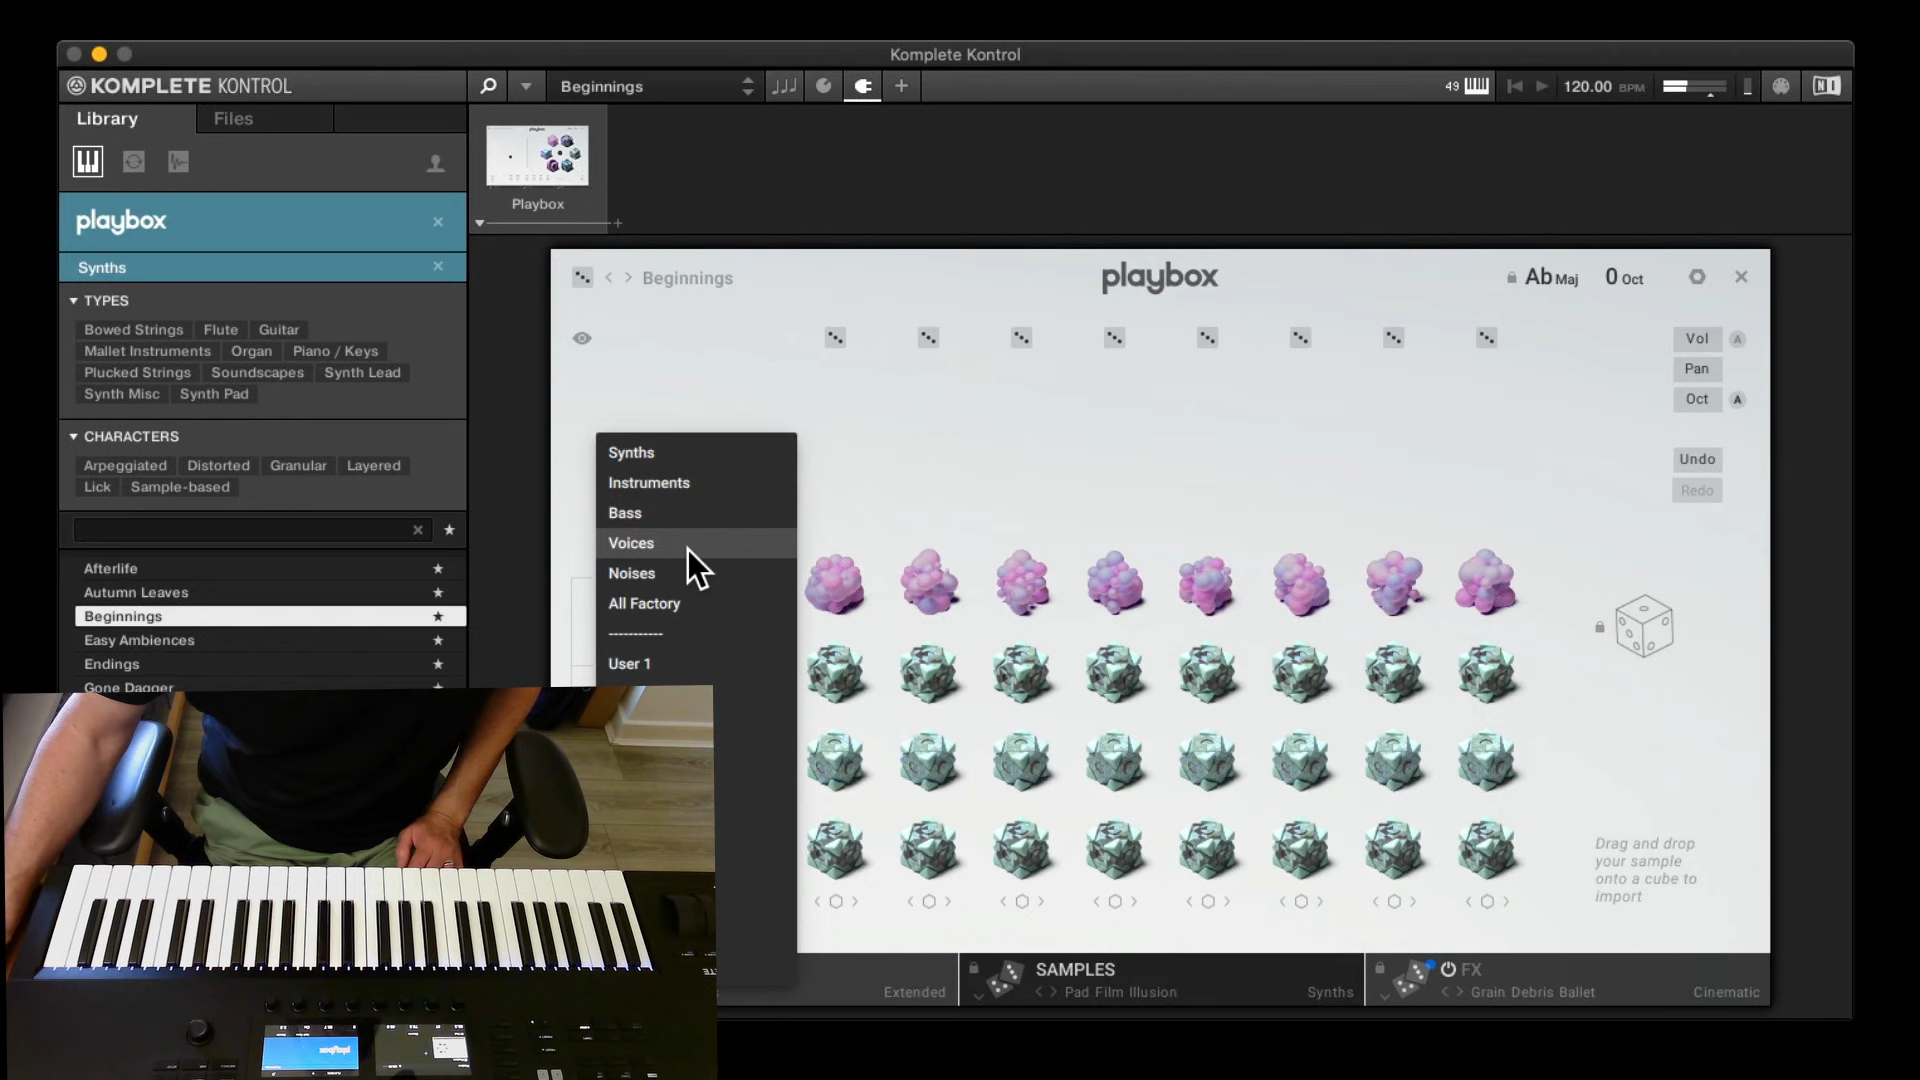 Komplete Kontrol
KOMPLETE KONTROL
Beginnings
49
120.00 BPM
Library
Files
playbox
Synths
TYPES
Bowed Strings Flute Guitar
Mallet Instruments Organ Piano / Keys
Plucked Strings Soundscapes Synth Lead
Synth Misc Synth Pad
CHARACTERS
Arpeggiated Distorted Granular Layered
Lick Sample-based
Afterlife
Autumn Leaves
Beginnings
Easy Ambiences
Endings
Gone Dagger
playbox
Playbox
Beginnings
playbox
Ab Maj 0 Oct
Vol A
Pan
Oct A
Undo
Redo
Synths
Instruments
Bass
Voices
Noises
All Factory
-----------
User 1
Drag and drop
your sample
onto a cube to
import
Extended
SAMPLES
Pad Film Illusion
Synths
FX
Grain Debris Ballet
Cinematic